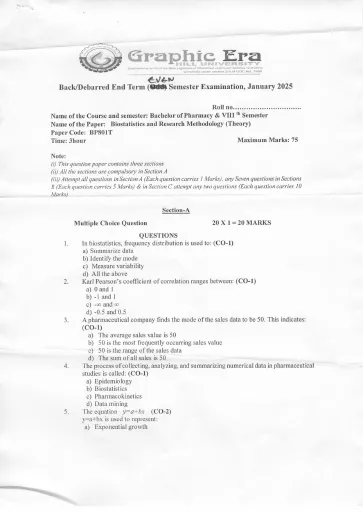 Graphic Era
HILL UNIVERSITY
EVEN
Back/Debarred End Term ( Semester Examination, January 2025
Roll no..............................
Name of the Course and semester: Bachelor of Pharmacy & VIII th Semester
Name of the Paper: Biostatistics and Research Methodology (Theory)
Paper Code: BP801T
Time: 3hour Maximum Marks: 75
Note:
(i) This question paper contains three sections
(ii) All the sections are compulsory in Section A
(iii) Attempt all questions in Section A (Each question carries 1 Marks), any Seven questions in Sections
B (Each question carries 5 Marks) & in Section C attempt any two questions (Each question carries 10
Marks)
Section-A
Multiple Choice Question 20 X 1 = 20 MARKS
QUESTIONS
1. In biostatistics, frequency distribution is used to: (CO-1)
a) Summarize data
b) Identify the mode
c) Measure variability
d) All the above
2. Karl Pearson's coefficient of correlation ranges between: (CO-1)
a) 0 and 1
b) -1 and 1
c) -∞ and ∞
d) -0.5 and 0.5
3. A pharmaceutical company finds the mode of the sales data to be 50. This indicates:
(CO-1)
a) The average sales value is 50
b) 50 is the most frequently occurring sales value
c) 50 is the range of the sales data
d) The sum of all sales is 50
4. The process of collecting, analyzing, and summarizing numerical data in pharmaceutical
studies is called: (CO-1)
a) Epidemiology
b) Biostatistics
c) Pharmacokinetics
d) Data mining
5. The equation y=a+bx (CO-2)
y=a+bx is used to represent:
a) Exponential growth